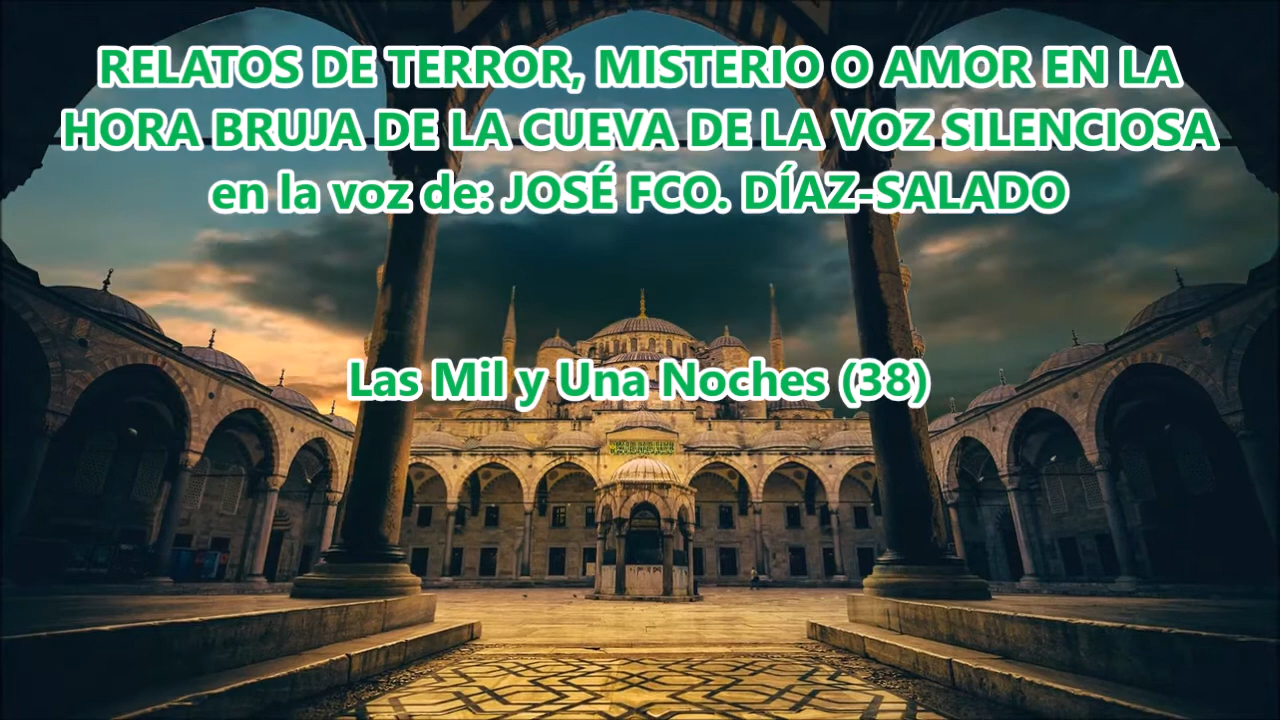 RELATOS DE TERROR, MISTERIO O AMOR EN LA
HORA BRUJA DE LA CUEVA DE LA VOZ SILENCIOSA
en la voz de: JOSÉ FCO. DÍAZ-SALADO
Las Mil y Una Noches (38)